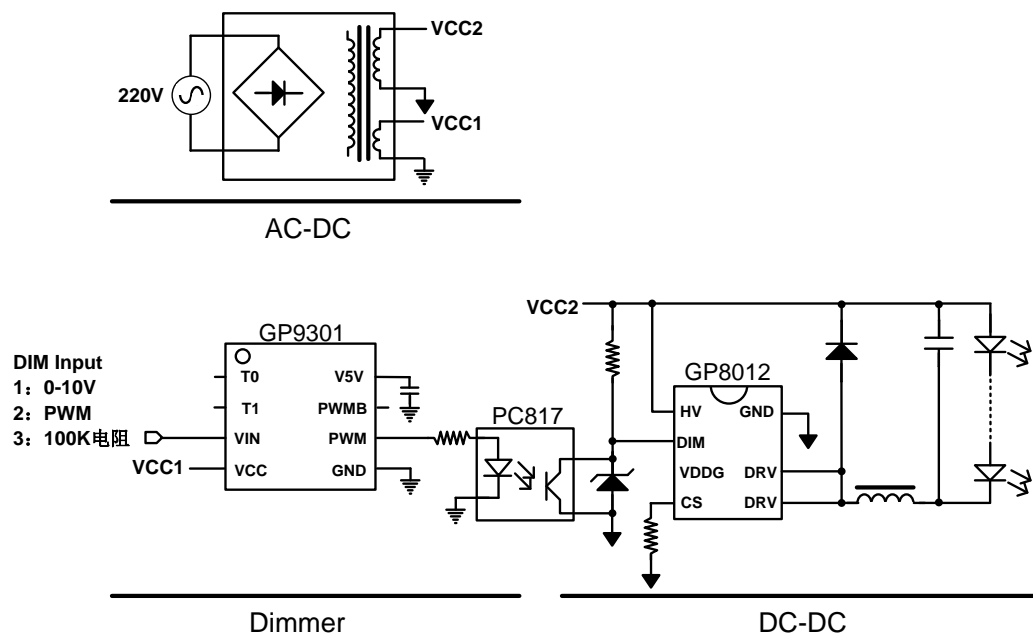 VCC2
220V
VCC1
AC-DC
VCC2
GP9301
DIM Input
1：0-10V
2：PWM
3：100K电阻
VCC1
T0
T1
VIN
VCC
V5V
PWMB
PWM
GND
PC817
GP8012
HV
DIM
VDDG
CS
GND
DRV
DRV
Dimmer
DC-DC